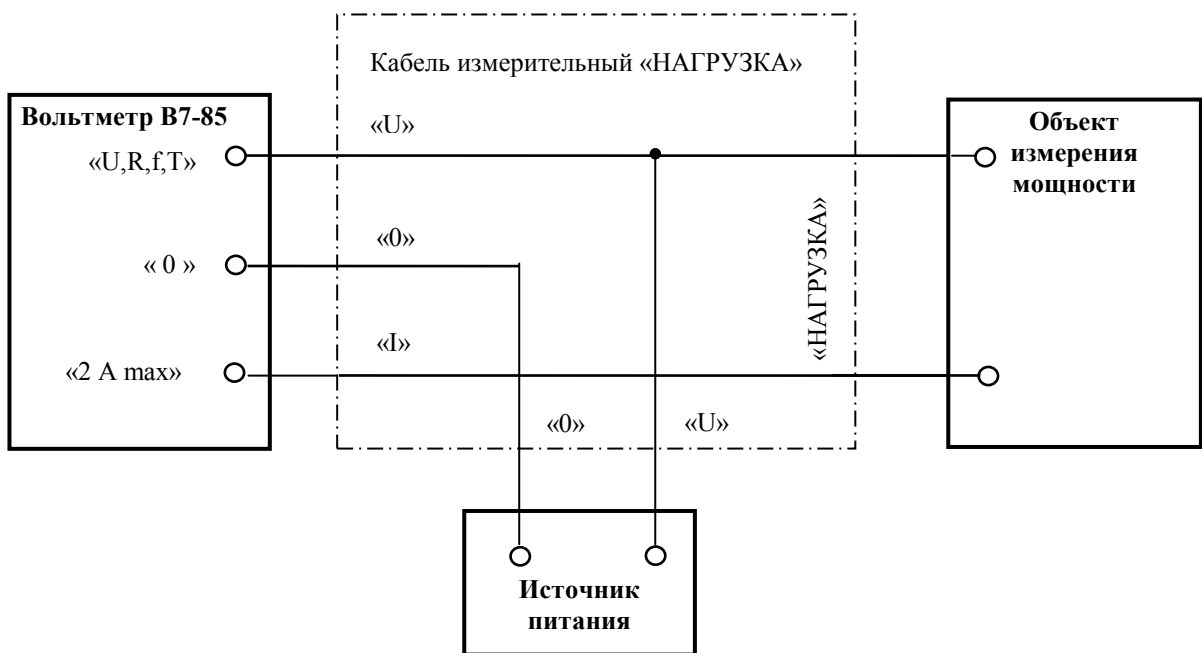 Кабель измерительный «НАГРУЗКА»
Вольтметр В7-85
«U,R,f,T»
« 0 »
«2 A max»
«U»
«0»
«I»
«0»
«U»
«НАГРУЗКА»
Объект
измерения
мощности
Источник
питания